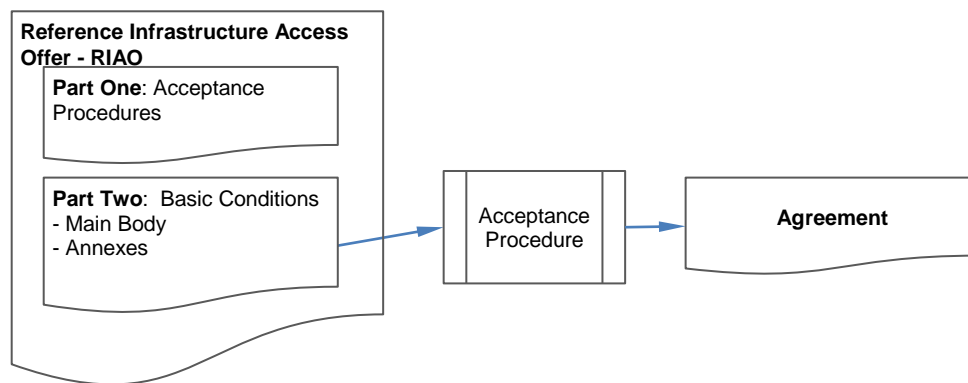 Reference Infrastructure Access
Offer - RIAO
Part One: Acceptance
Procedures
Part Two:  Basic Conditions
- Main Body
- Annexes
Acceptance
Procedure
Agreement